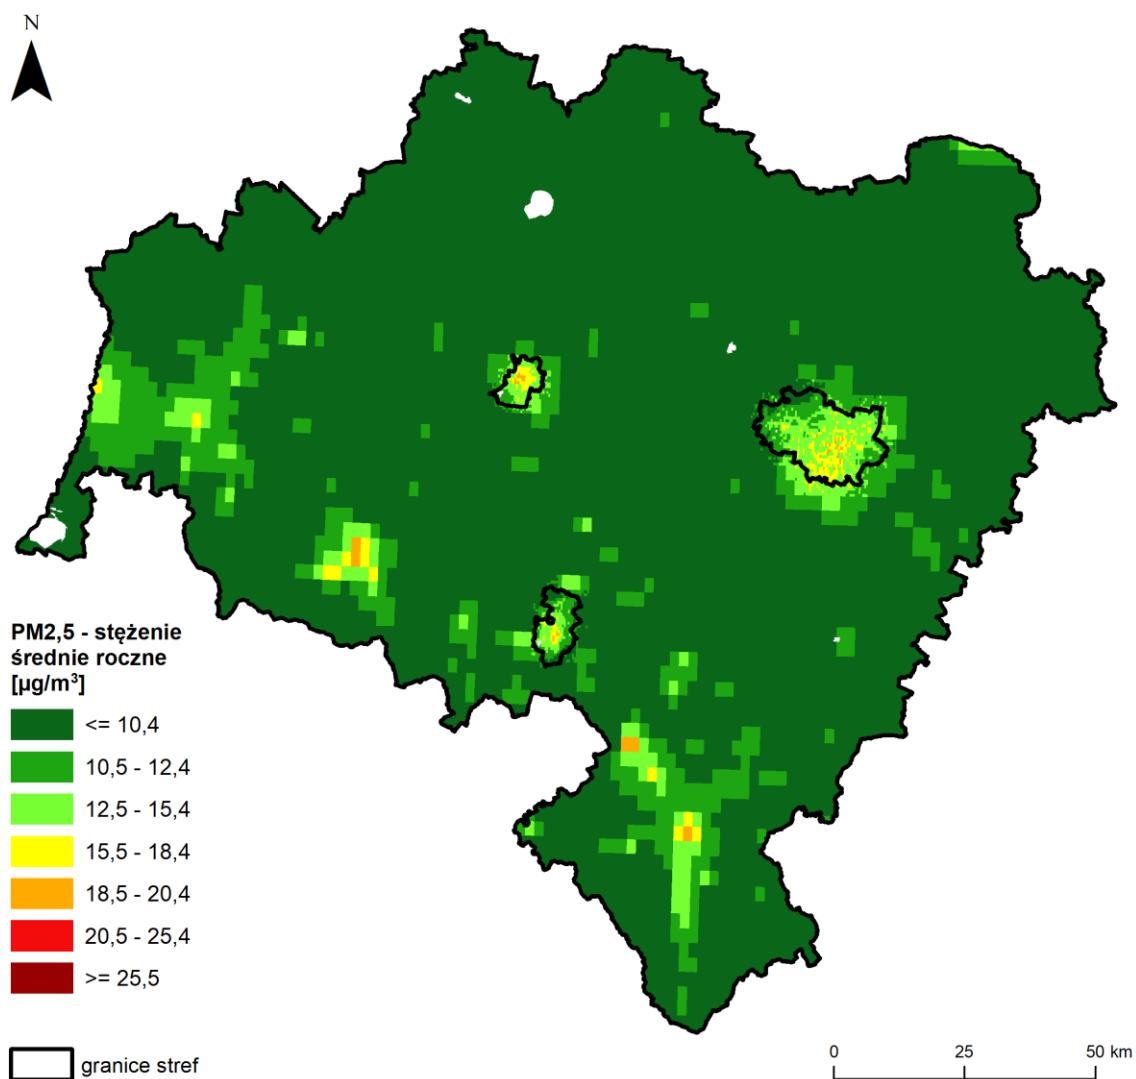 N
PM2,5 - stężenie
średnie roczne
[µg/m³]
<= 10,4
10,5 - 12,4
12,5 - 15,4
15,5 - 18,4
18,5 - 20,4
20,5 - 25,4
>= 25,5
granice stref
0 25 50 km